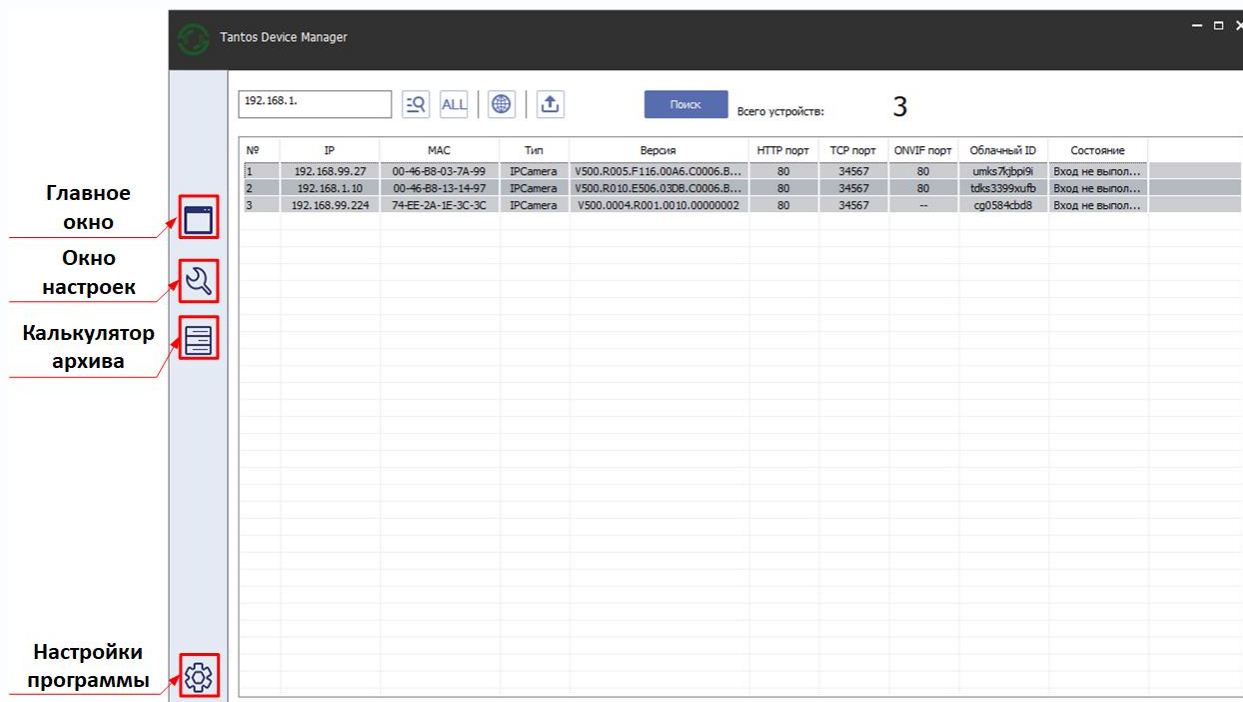 Tantos Device Manager
192.168.1.
ALL
Поиск
Всего устройств:
3
№ IP MAC Тип Версия HTTP порт TCP порт ONVIF порт Облачный ID Состояние
1 192.168.99.27 00-46-B8-03-7A-99 IPCamera V500.R005.F116.00A6.C0006.B... 80 34567 80 umks7kjbpi9i Вход не выпол...
2 192.168.1.10 00-46-B8-13-14-97 IPCamera V500.R010.E506.03DB.C0006.B... 80 34567 80 tdks3399xufb Вход не выпол...
3 192.168.99.224 74-EE-2A-1E-3C-3C IPCamera V500.0004.R001.0010.00000002 80 34567 -- cg0584cbd8 Вход не выпол...
Главное
окно
Окно
настроек
Калькулятор
архива
Настройки
программы